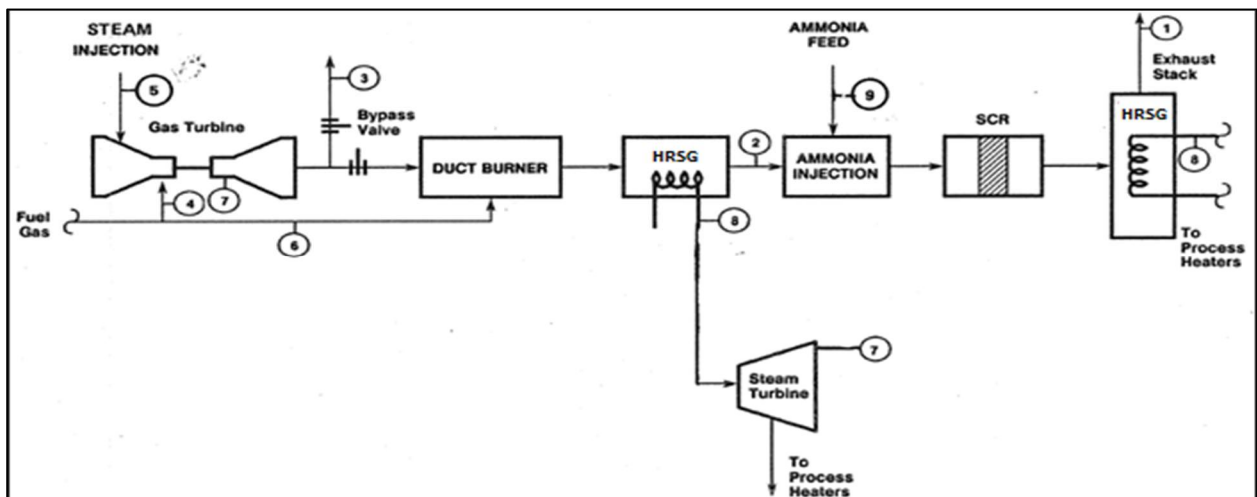 STEAM
INJECTION
5
Gas Turbine
3
Bypass
Valve
DUCT BURNER
HRSG
2
AMMONIA
FEED
9
AMMONIA
INJECTION
SCR
1
Exhaust
Stack
HRSG
8
To
Process
Heaters
Fuel
Gas
4
7
6
8
Steam
Turbine
7
To
Process
Heaters